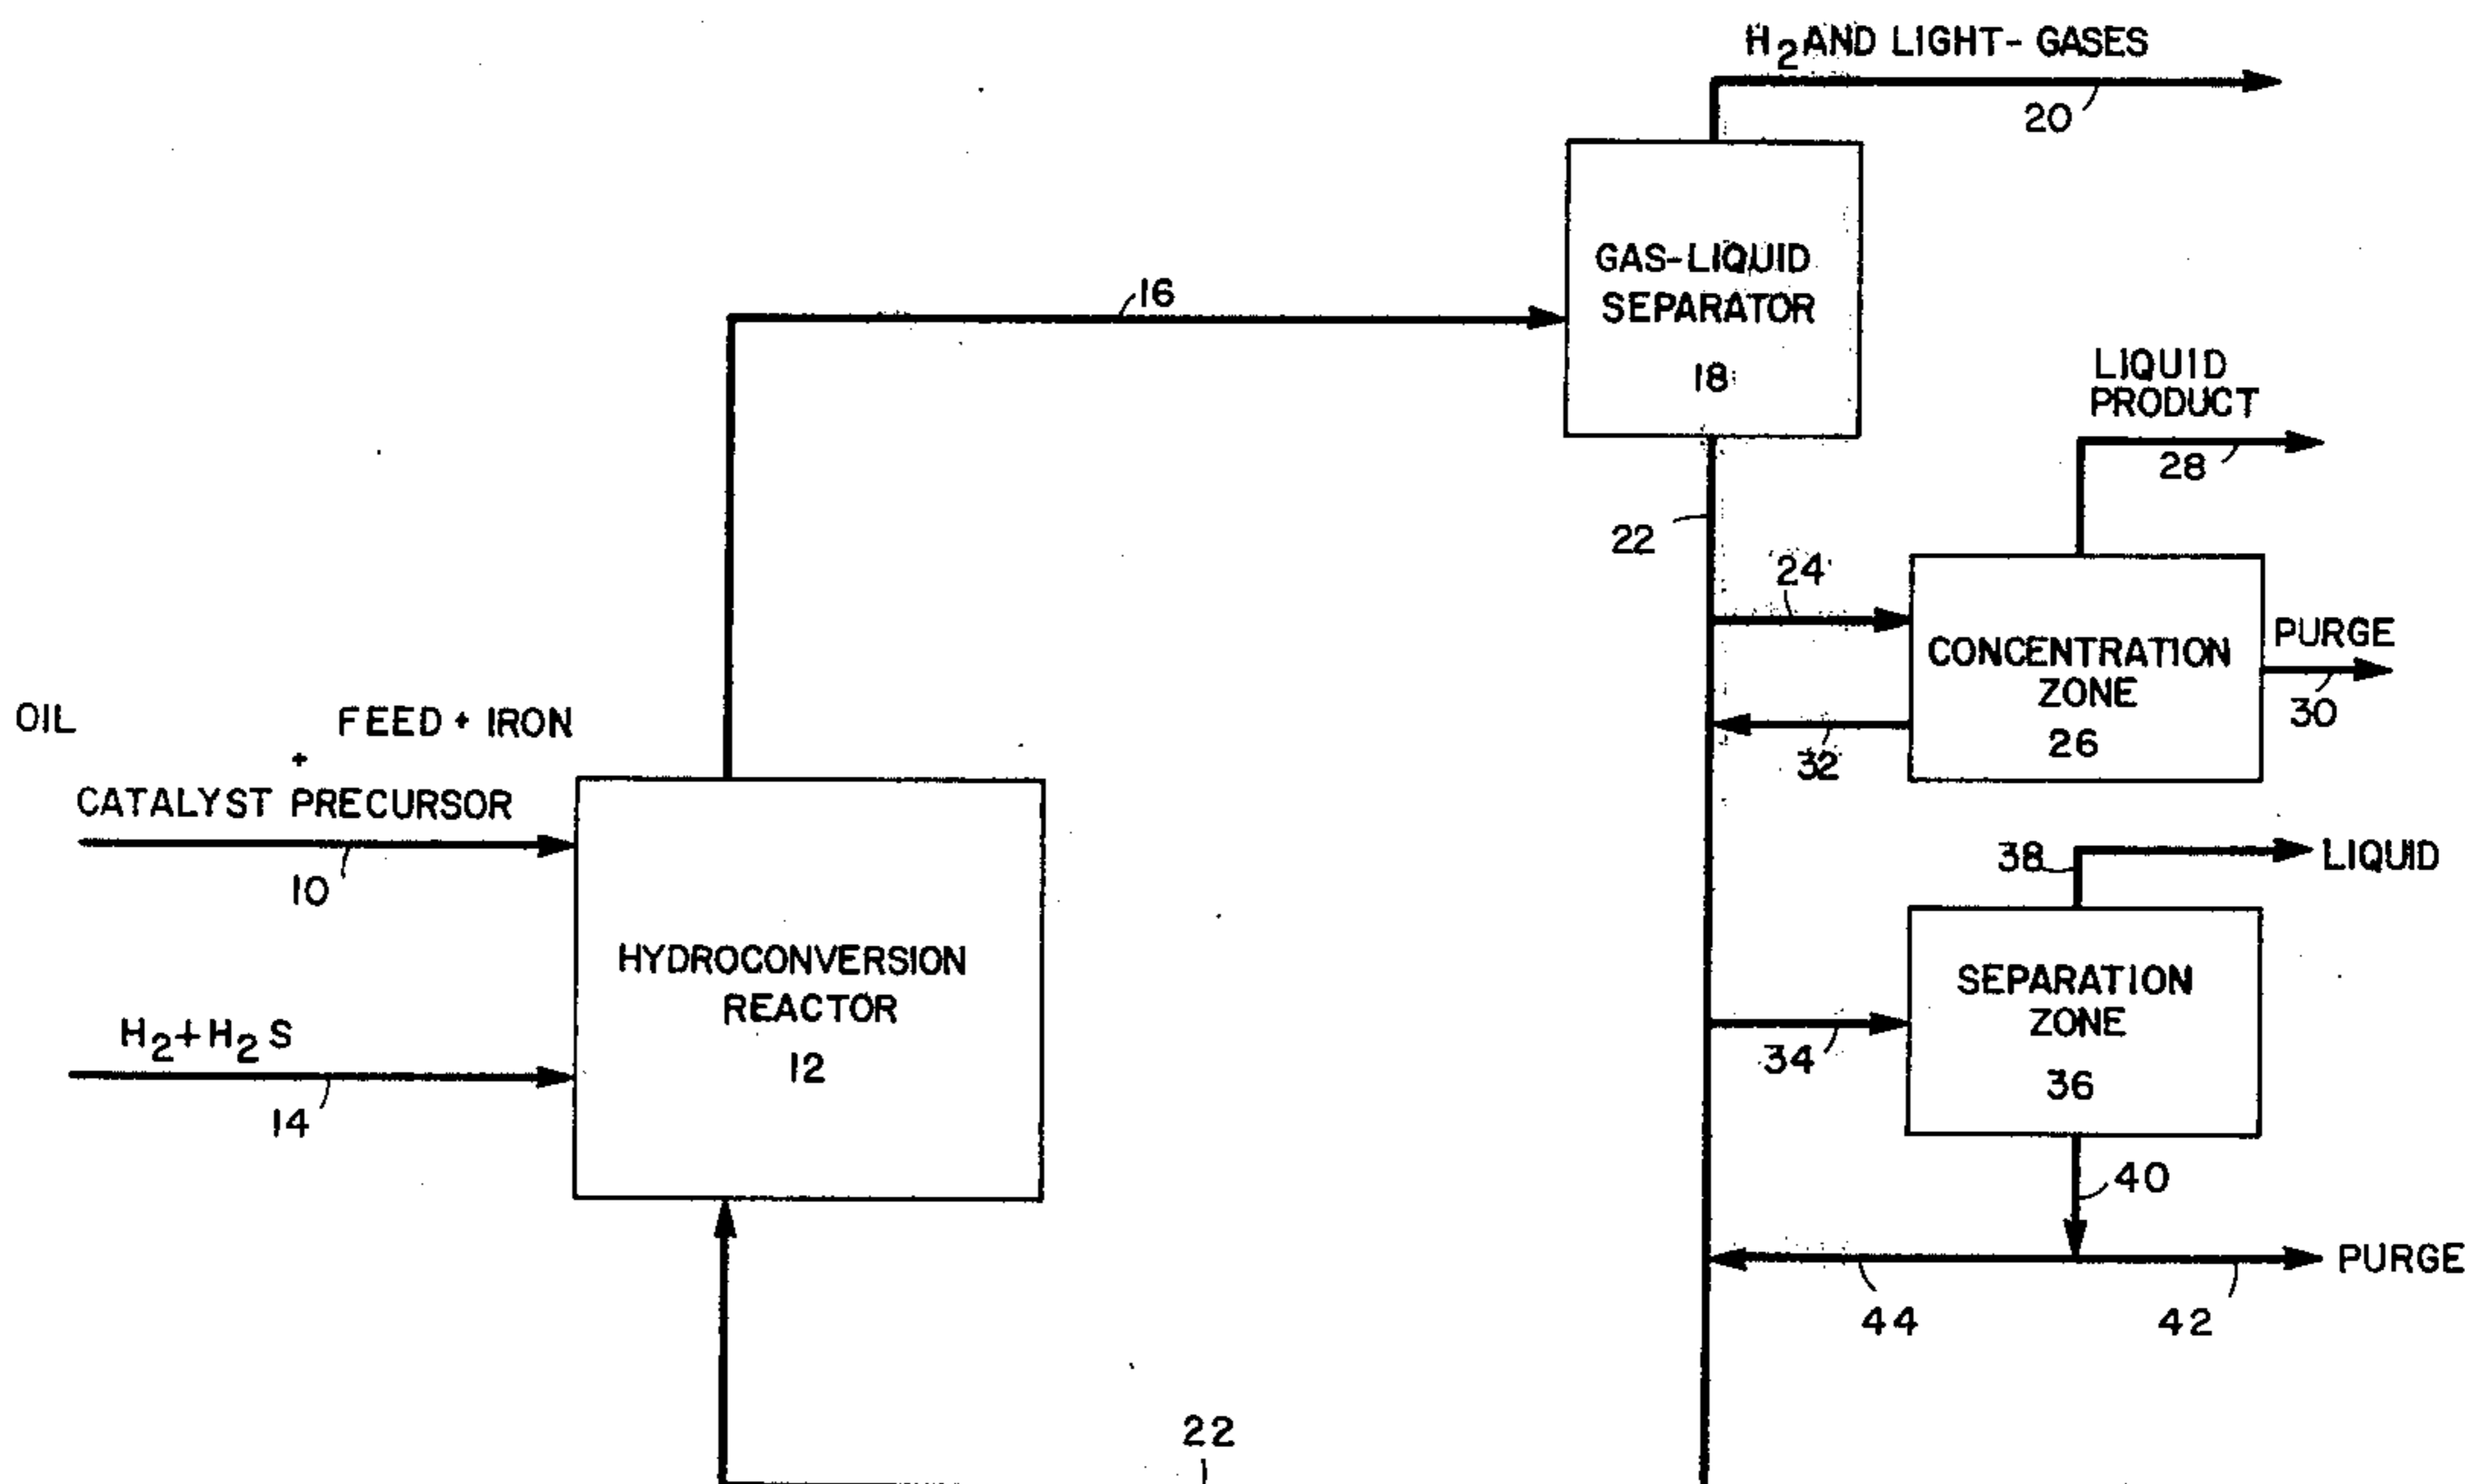 H2 AND LIGHT- GASES
20
GAS-LIQUID
SEPARATOR
18
16
LIQUID
PRODUCT
28
22
24
CONCENTRATION
ZONE
26
PURGE
30
32
OIL FEED + IRON
+
CATALYST PRECURSOR
10
HYDROCONVERSION
REACTOR
12
H2+H2S
14
38
LIQUID
SEPARATION
ZONE
36
34
40
PURGE
44
42
22